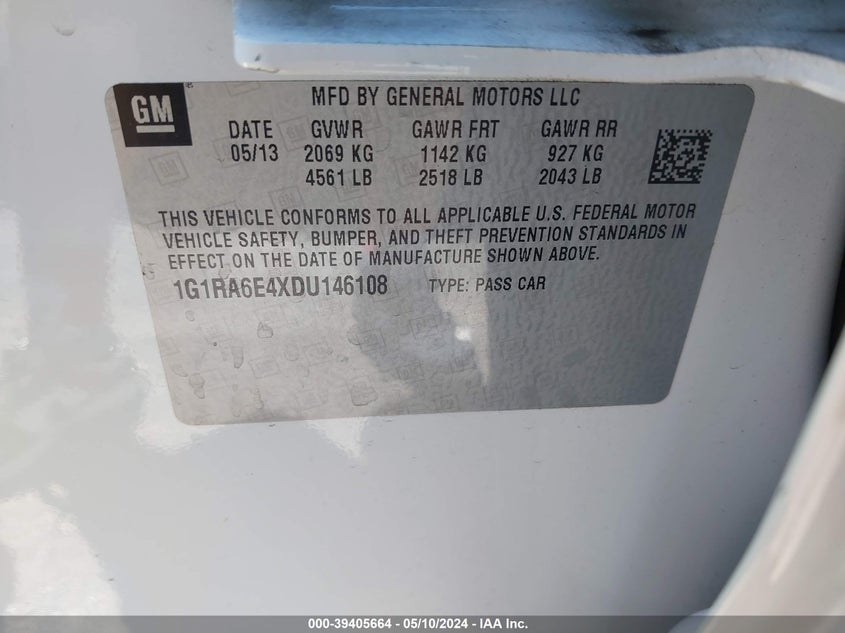 GM
MFD BY GENERAL MOTORS LLC
DATE GVWR GAWR FRT GAWR RR
05/13 2069 KG 1142 KG 927 KG
4561 LB 2518 LB 2043 LB
THIS VEHICLE CONFORMS TO ALL APPLICABLE U.S. FEDERAL MOTOR
VEHICLE SAFETY, BUMPER, AND THEFT PREVENTION STANDARDS IN
EFFECT ON THE DATE OF MANUFACTURE SHOWN ABOVE.
1G1RA6E4XDU146108 TYPE: PASS CAR
000-39405664 - 05/10/2024 - IAA Inc.